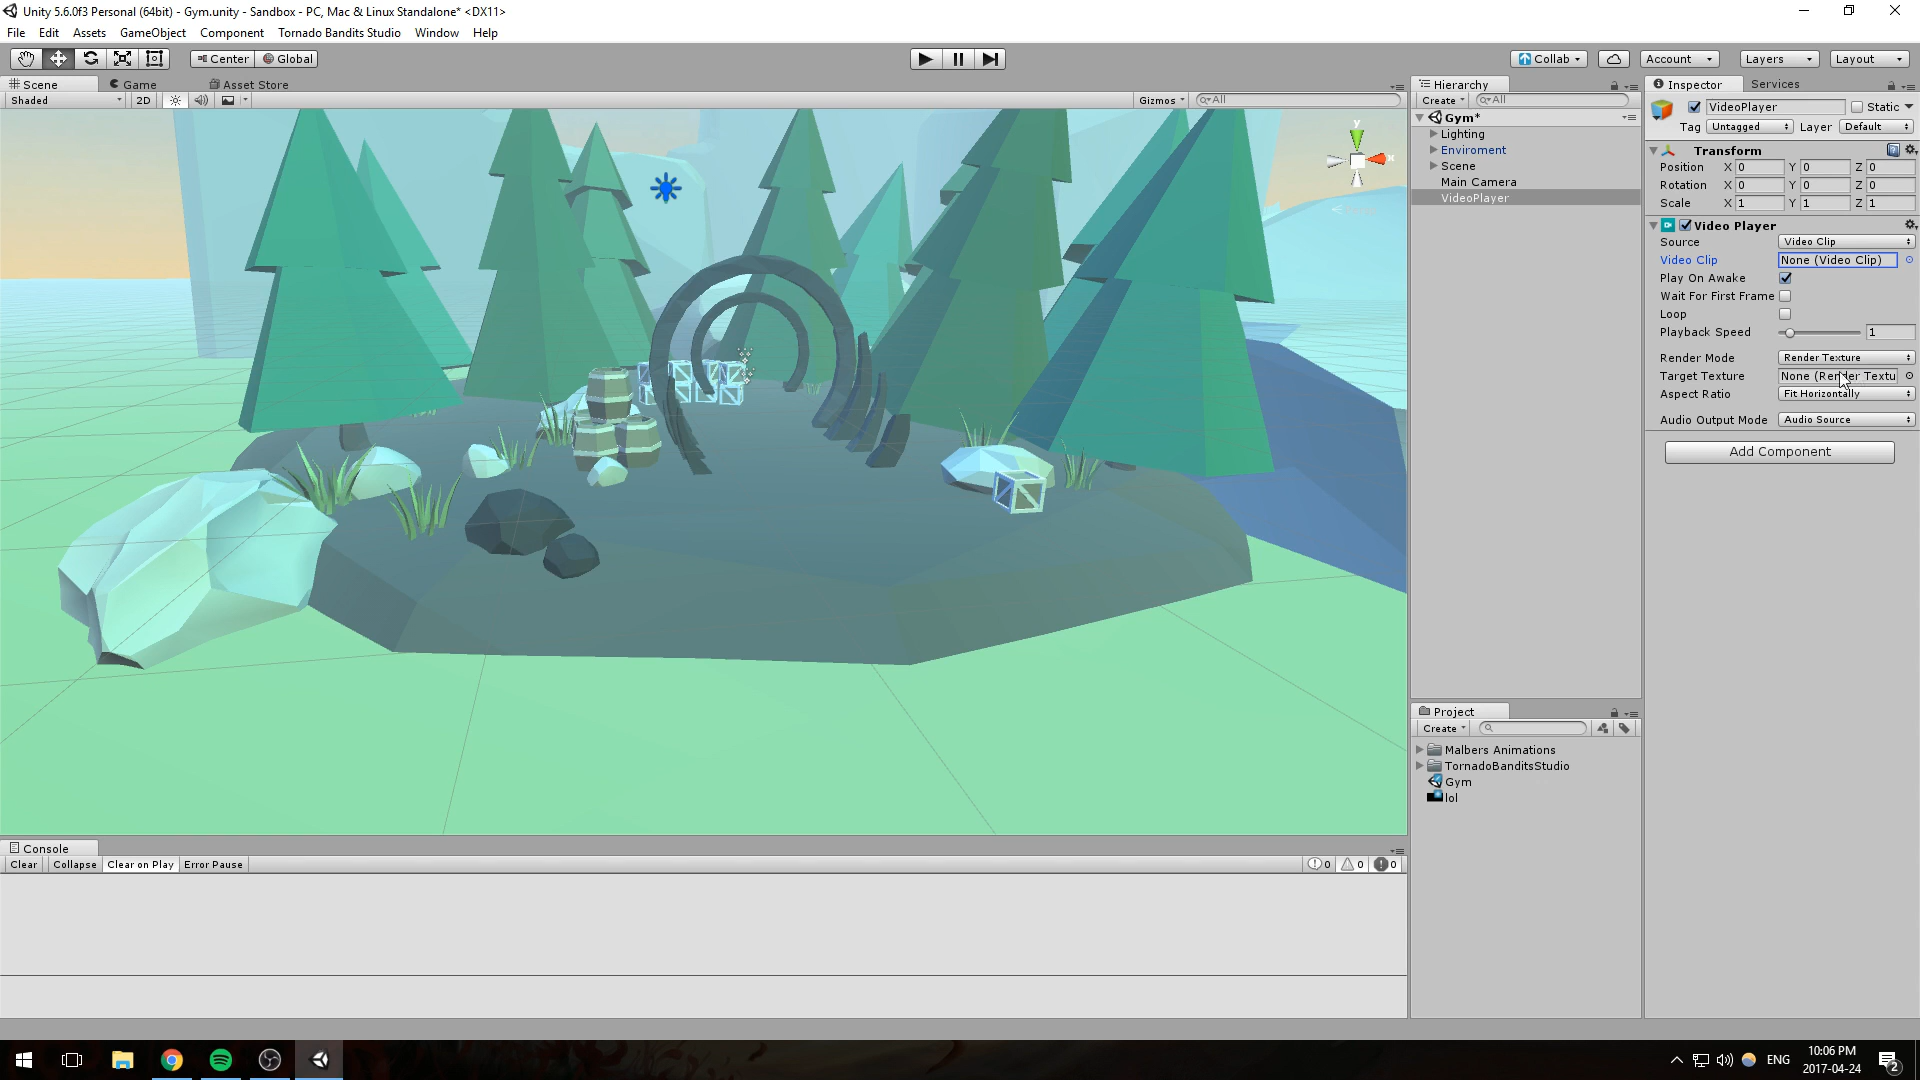 Unity 5.6.0f3 Personal (64bit) - Gym.unity - Sandbox - PC, Mac & Linux Standalone* <DX11>
File Edit Assets GameObject Component Tornado Bandits Studio Window Help
Center Global Collab Account Layers Layout
Scene Game Asset Store
Shaded 2D Gizmos All
y
x
Hierarchy
Create All
Gym*
Lighting
Enviroment
Scene
Main Camera
VideoPlayer
Project
Create
Malbers Animations
TornadoBanditsStudio
Gym
lol
Inspector Services
VideoPlayer Static
Tag Untagged Layer Default
Transform
Position X 0 Y 0 Z 0
Rotation X 0 Y 0 Z 0
Scale X 1 Y 1 Z 1
Video Player
Source Video Clip
Video Clip None (Video Clip)
Play On Awake
Wait For First Frame
Loop
Playback Speed 1
Render Mode Render Texture
Target Texture None (Render Textu
Aspect Ratio Fit Horizontally
Audio Output Mode Audio Source
Add Component
Console
Clear Collapse Clear on Play Error Pause 0 0 0
ENG 10:06 PM
2017-04-24
2